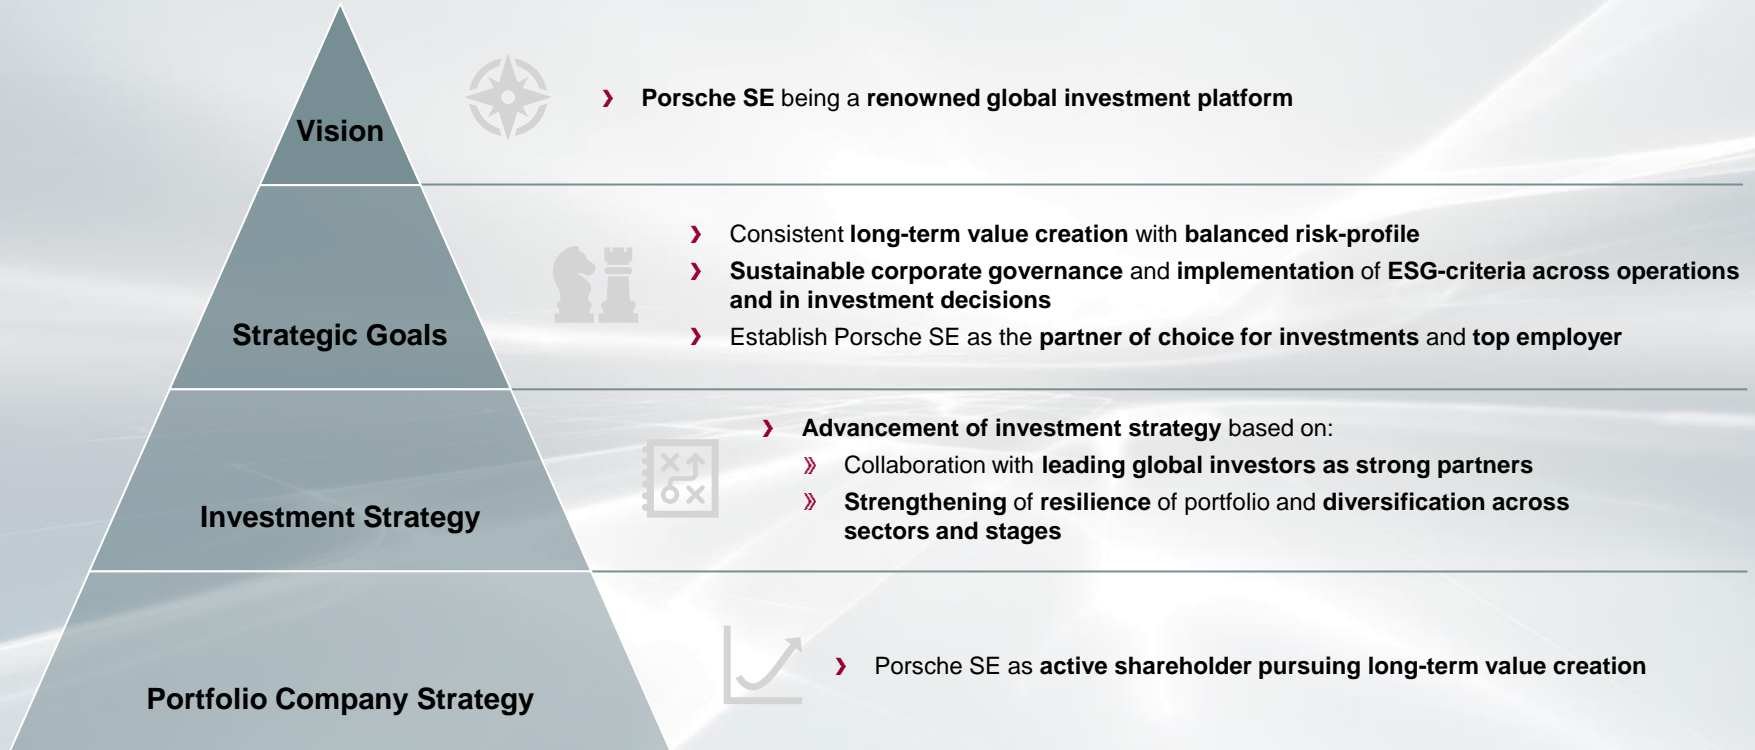 Vision
› Porsche SE being a renowned global investment platform
Strategic Goals
› Consistent long-term value creation with balanced risk-profile
› Sustainable corporate governance and implementation of ESG-criteria across operations
and in investment decisions
› Establish Porsche SE as the partner of choice for investments and top employer
Investment Strategy
› Advancement of investment strategy based on:
» Collaboration with leading global investors as strong partners
» Strengthening of resilience of portfolio and diversification across
sectors and stages
Portfolio Company Strategy
› Porsche SE as active shareholder pursuing long-term value creation